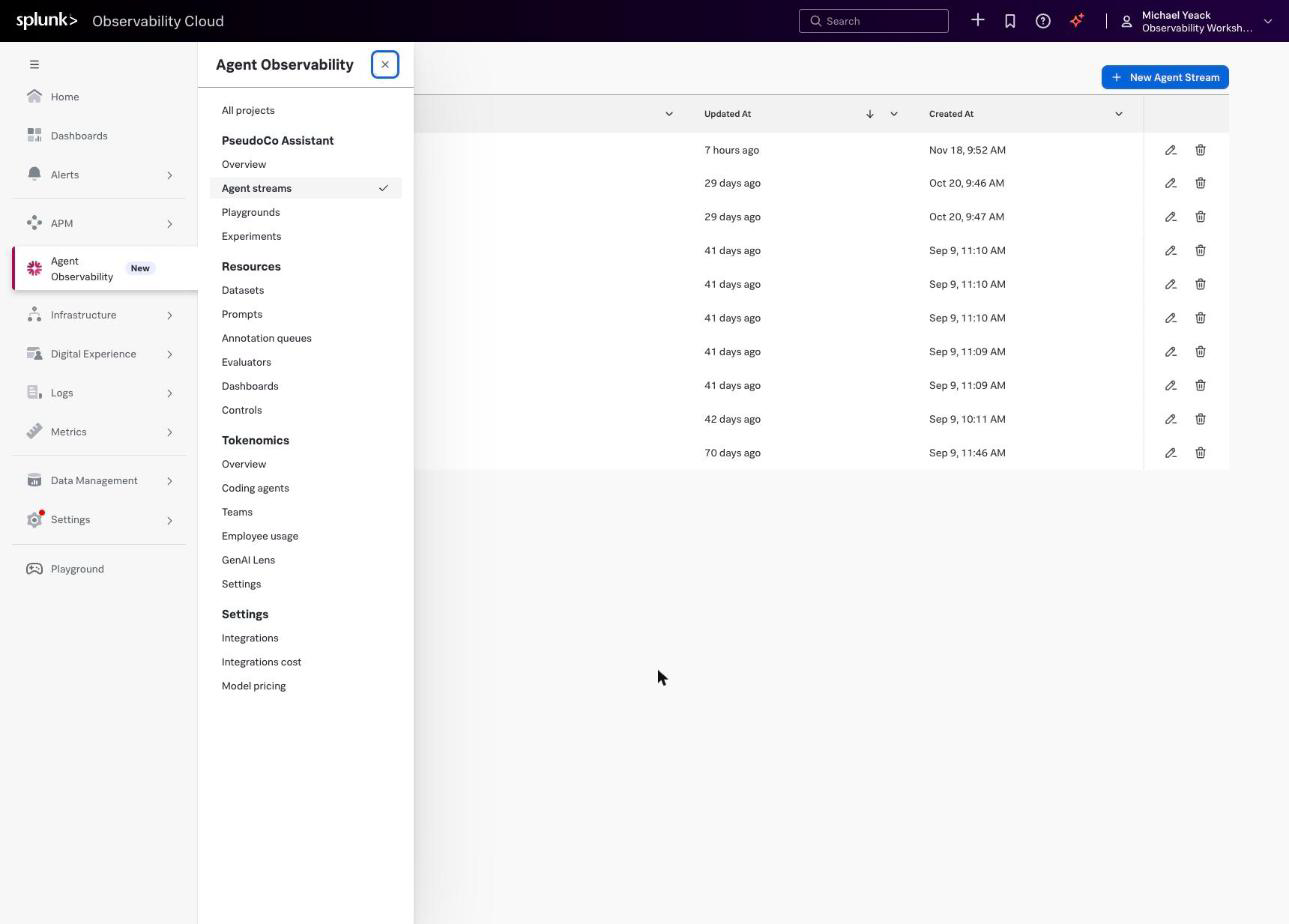 splunk> Observability Cloud
Search
Michael Yeack
Observability Worksh...
Home
Dashboards
Alerts
APM
Agent
Observability
New
Infrastructure
Digital Experience
Logs
Metrics
Data Management
Settings
Playground
Agent Observability
All projects
PseudoCo Assistant
Overview
Agent streams
Playgrounds
Experiments
Resources
Datasets
Prompts
Annotation queues
Evaluators
Dashboards
Controls
Tokenomics
Overview
Coding agents
Teams
Employee usage
GenAI Lens
Settings
Settings
Integrations
Integrations cost
Model pricing
New Agent Stream
Updated At Created At
7 hours ago Nov 18, 9:52 AM
29 days ago Oct 20, 9:46 AM
29 days ago Oct 20, 9:47 AM
41 days ago Sep 9, 11:10 AM
41 days ago Sep 9, 11:10 AM
41 days ago Sep 9, 11:10 AM
41 days ago Sep 9, 11:09 AM
41 days ago Sep 9, 11:09 AM
42 days ago Sep 9, 10:11 AM
70 days ago Sep 9, 11:46 AM